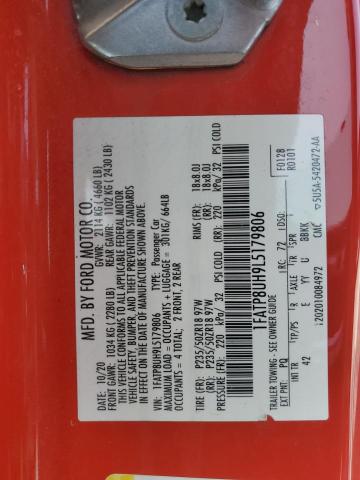 MFD. BY FORD MOTOR CO.
10/20 GVWR: 2114 KG ( 4660 LB)
FRONT GAWR: 1034 KG ( 2280 LB) REAR GAWR: 1102 KG ( 2430 LB)
THIS VEHICLE CONFORMS TO ALL APPLICABLE FEDERAL MOTOR
VEHICLE SAFETY, BUMPER, AND THEFT PREVENTION STANDARDS
IN EFFECT ON THE DATE OF MANUFACTURE SHOWN ABOVE.
VIN: 1FATP8UH9L5179806 TYPE: Passenger Car
MAXIMUM LOAD = OCCUPANTS + LUGGAGE = 301KG/ 664LB
OCCUPANTS = 4 TOTAL; 2 FRONT, 2 REAR
TIRE (FR): P235/50ZR18 97W RIMS (FR): 18x8.0J
(RR): P235/50ZR18 97W (RR): 18x8.0J
PRESSURE (FR): 220 kPa/ 32 PSI COLD (RR): 220 kPa/ 32 PSI COLD
1FATP8UH9L5179806
TRAILER TOWING - SEE OWNER GUIDE
F0128
R0101
EXT PNT: PQ RC: 72 DSO:
INT TR TP/PS R AXLE TR SPR
42 E YY U BBKK
1202010084972 CMC 5U5A-5420472-AA